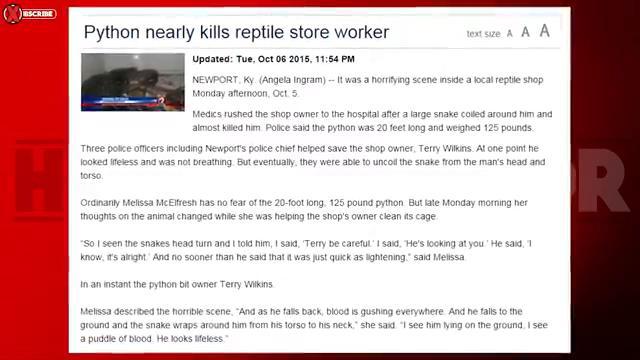 SUBSCRIBE
Python nearly kills reptile store worker
text size A A A
Updated: Tue, Oct 06 2015, 11:54 PM
NEWPORT, Ky. (Angela Ingram) -- It was a horrifying scene inside a local reptile shop
Monday afternoon, Oct. 5.
Medics rushed the shop owner to the hospital after a large snake coiled around him and
almost killed him. Police said the python was 20 feet long and weighed 125 pounds.
Three police officers including Newport's police chief helped save the shop owner, Terry Wilkins. At one point he
looked lifeless and was not breathing. But eventually, they were able to uncoil the snake from the man's head and
torso.
Ordinarily Melissa McElfresh has no fear of the 20-foot long, 125 pound python. But late Monday morning her
thoughts on the animal changed while she was helping the shop's owner clean its cage.
"So I seen the snakes head turn and I told him, I said, 'Terry be careful.' I said, 'He's looking at you.' He said, 'I
know, it's alright.' And no sooner than he said that it was just quick as lightening," said Melissa.
In an instant the python bit owner Terry Wilkins.
Melissa described the horrible scene, "And as he falls back, blood is gushing everywhere. And he falls to the
ground and the snake wraps around him from his torso to his neck," she said. "I see him lying on the ground, I see
a puddle of blood. He looks lifeless."